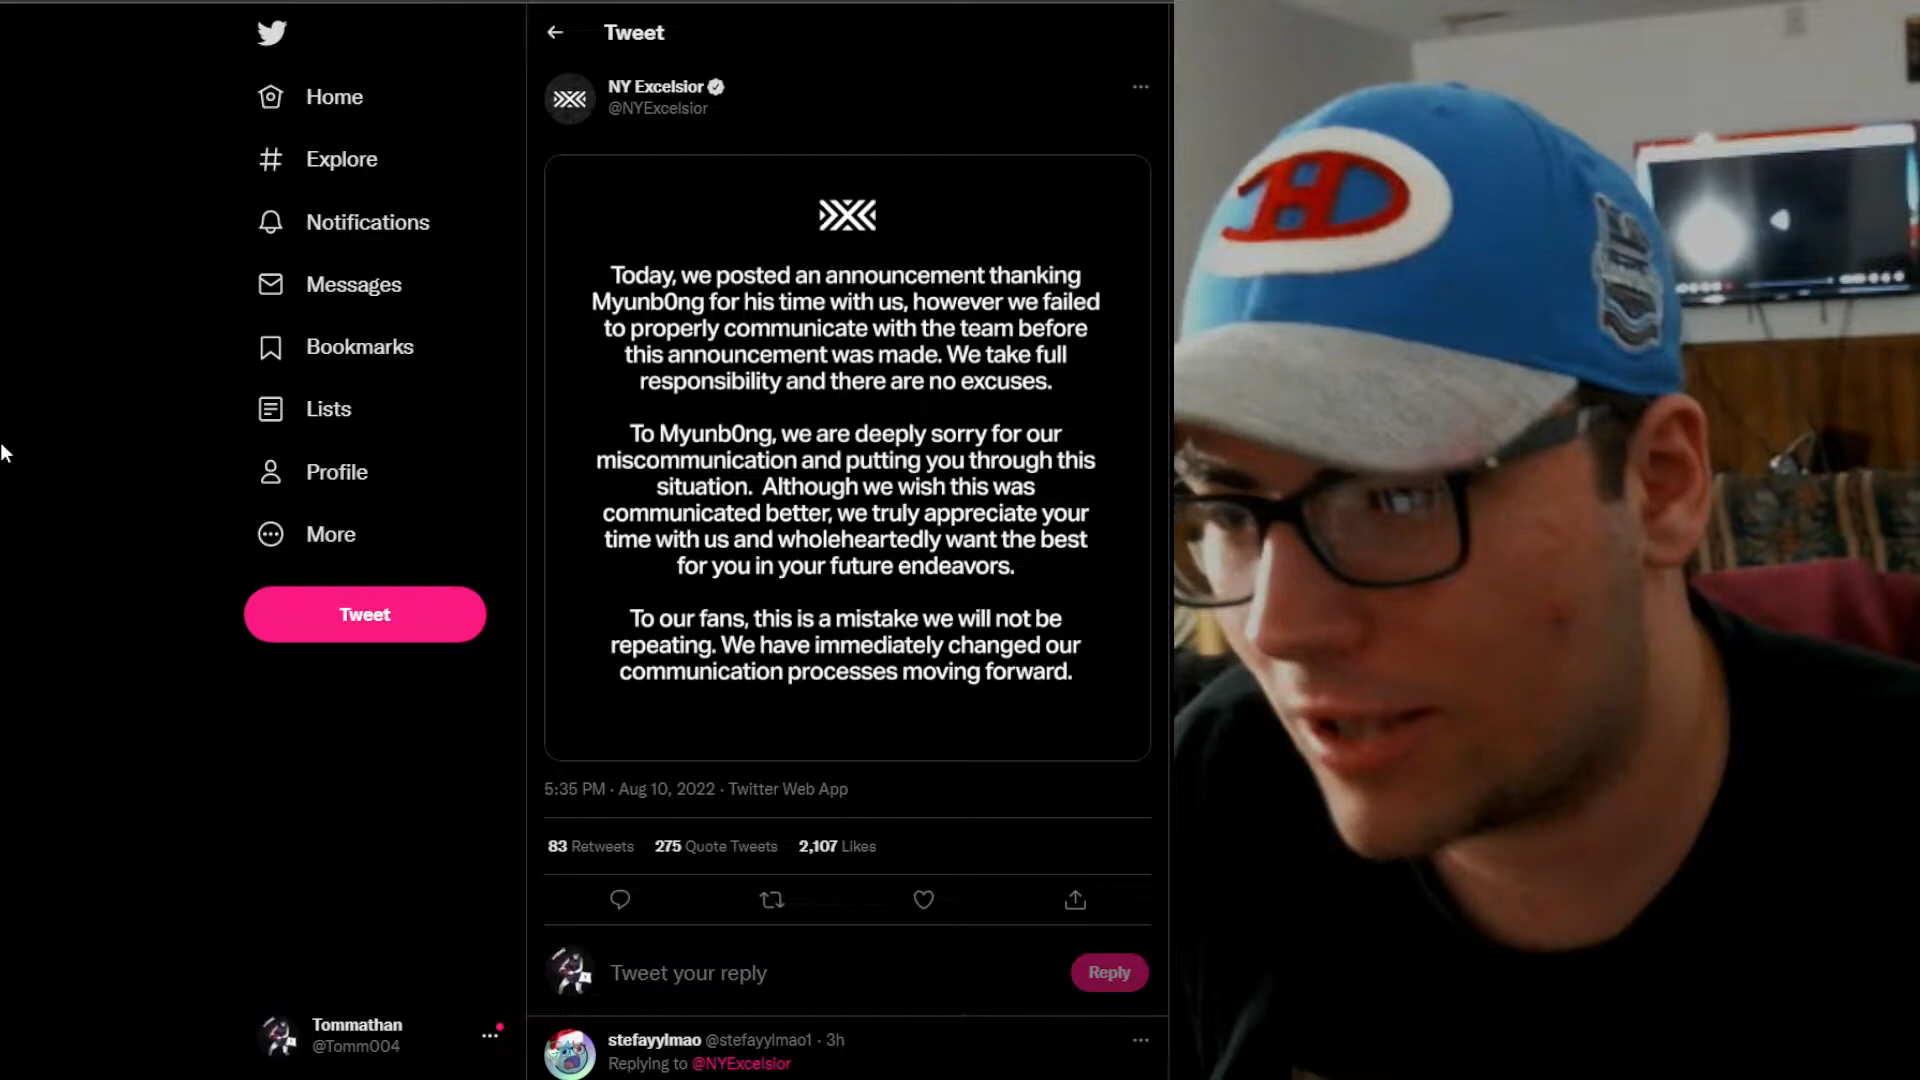 Tweet
Home
Explore
Notifications
Messages
Bookmarks
Lists
Profile
More
Tweet
Tommathan
@Tomm004
NY Excelsior
@NYExcelsior
Today, we posted an announcement thanking
Myunb0ng for his time with us, however we failed
to properly communicate with the team before
this announcement was made. We take full
responsibility and there are no excuses.
To Myunb0ng, we are deeply sorry for our
miscommunication and putting you through this
situation. Although we wish this was
communicated better, we truly appreciate your
time with us and wholeheartedly want the best
for you in your future endeavors.
To our fans, this is a mistake we will not be
repeating. We have immediately changed our
communication processes moving forward.
5:35 PM · Aug 10, 2022 · Twitter Web App
83 Retweets 275 Quote Tweets 2,107 Likes
Tweet your reply
Reply
stefayylmao @stefayylmao1 · 3h
Replying to @NYExcelsior